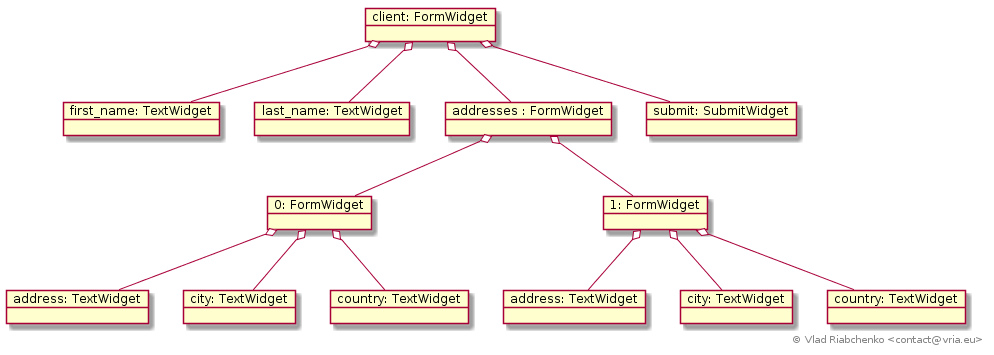 client: FormWidget
first_name: TextWidget
last_name: TextWidget
addresses : FormWidget
submit: SubmitWidget
0: FormWidget
1: FormWidget
address: TextWidget
city: TextWidget
country: TextWidget
address: TextWidget
city: TextWidget
country: TextWidget
© Vlad Riabchenko <contact@vria.eu>